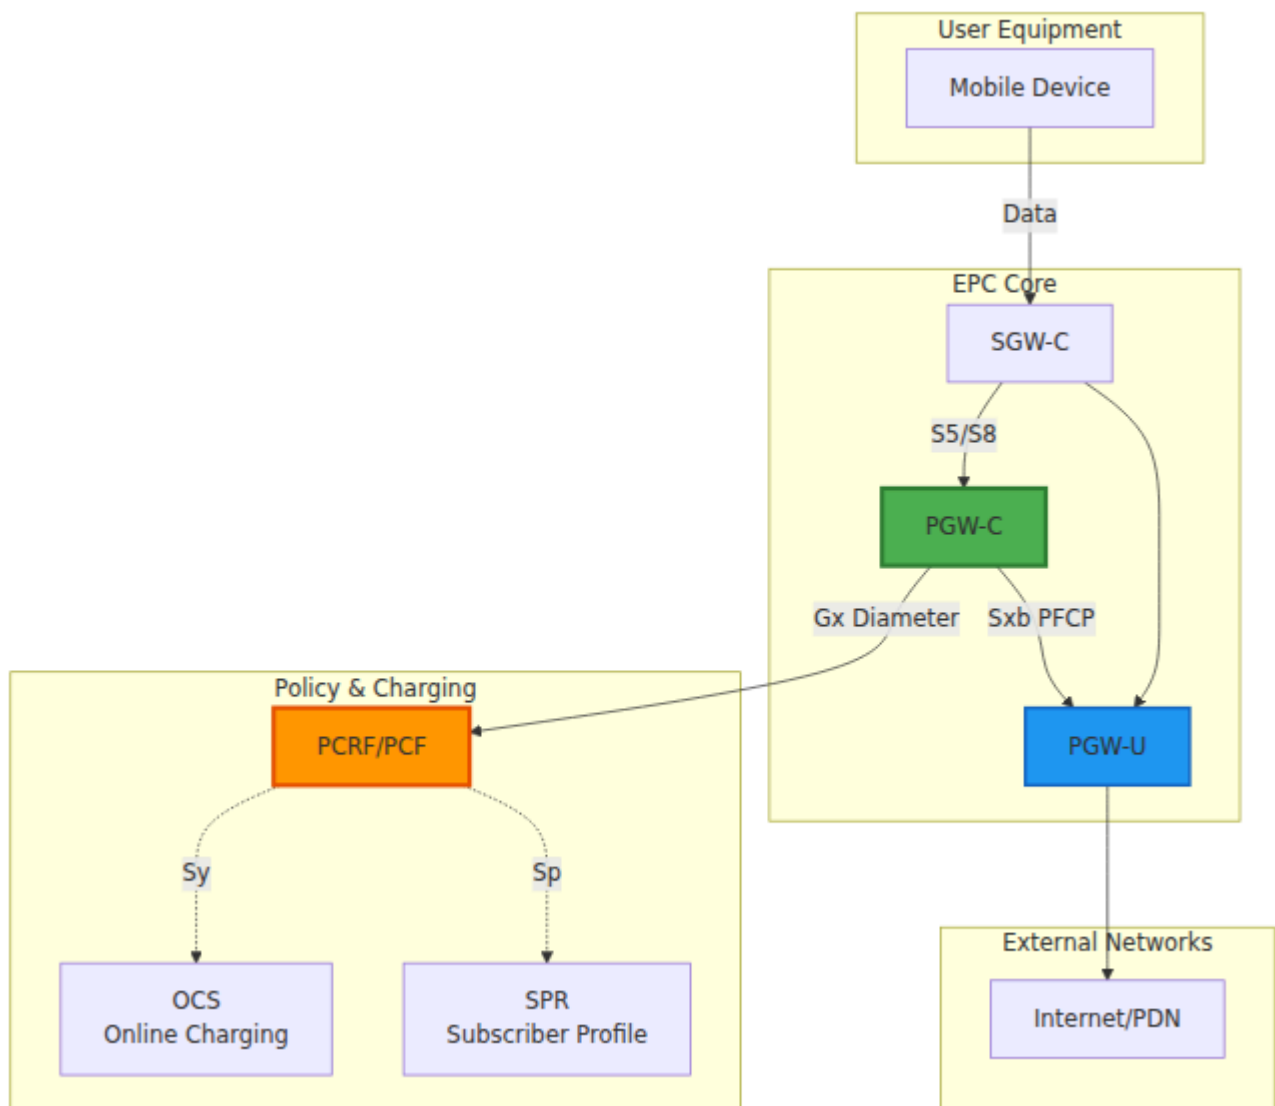 User Equipment
Mobile Device
Data
EPC Core
SGW-C
S5/S8
PGW-C
Gx Diameter
Sxb PFCP
Policy & Charging
PCRF/PCF
PGW-U
Sy
Sp
External Networks
OCS
Online Charging
SPR
Subscriber Profile
Internet/PDN